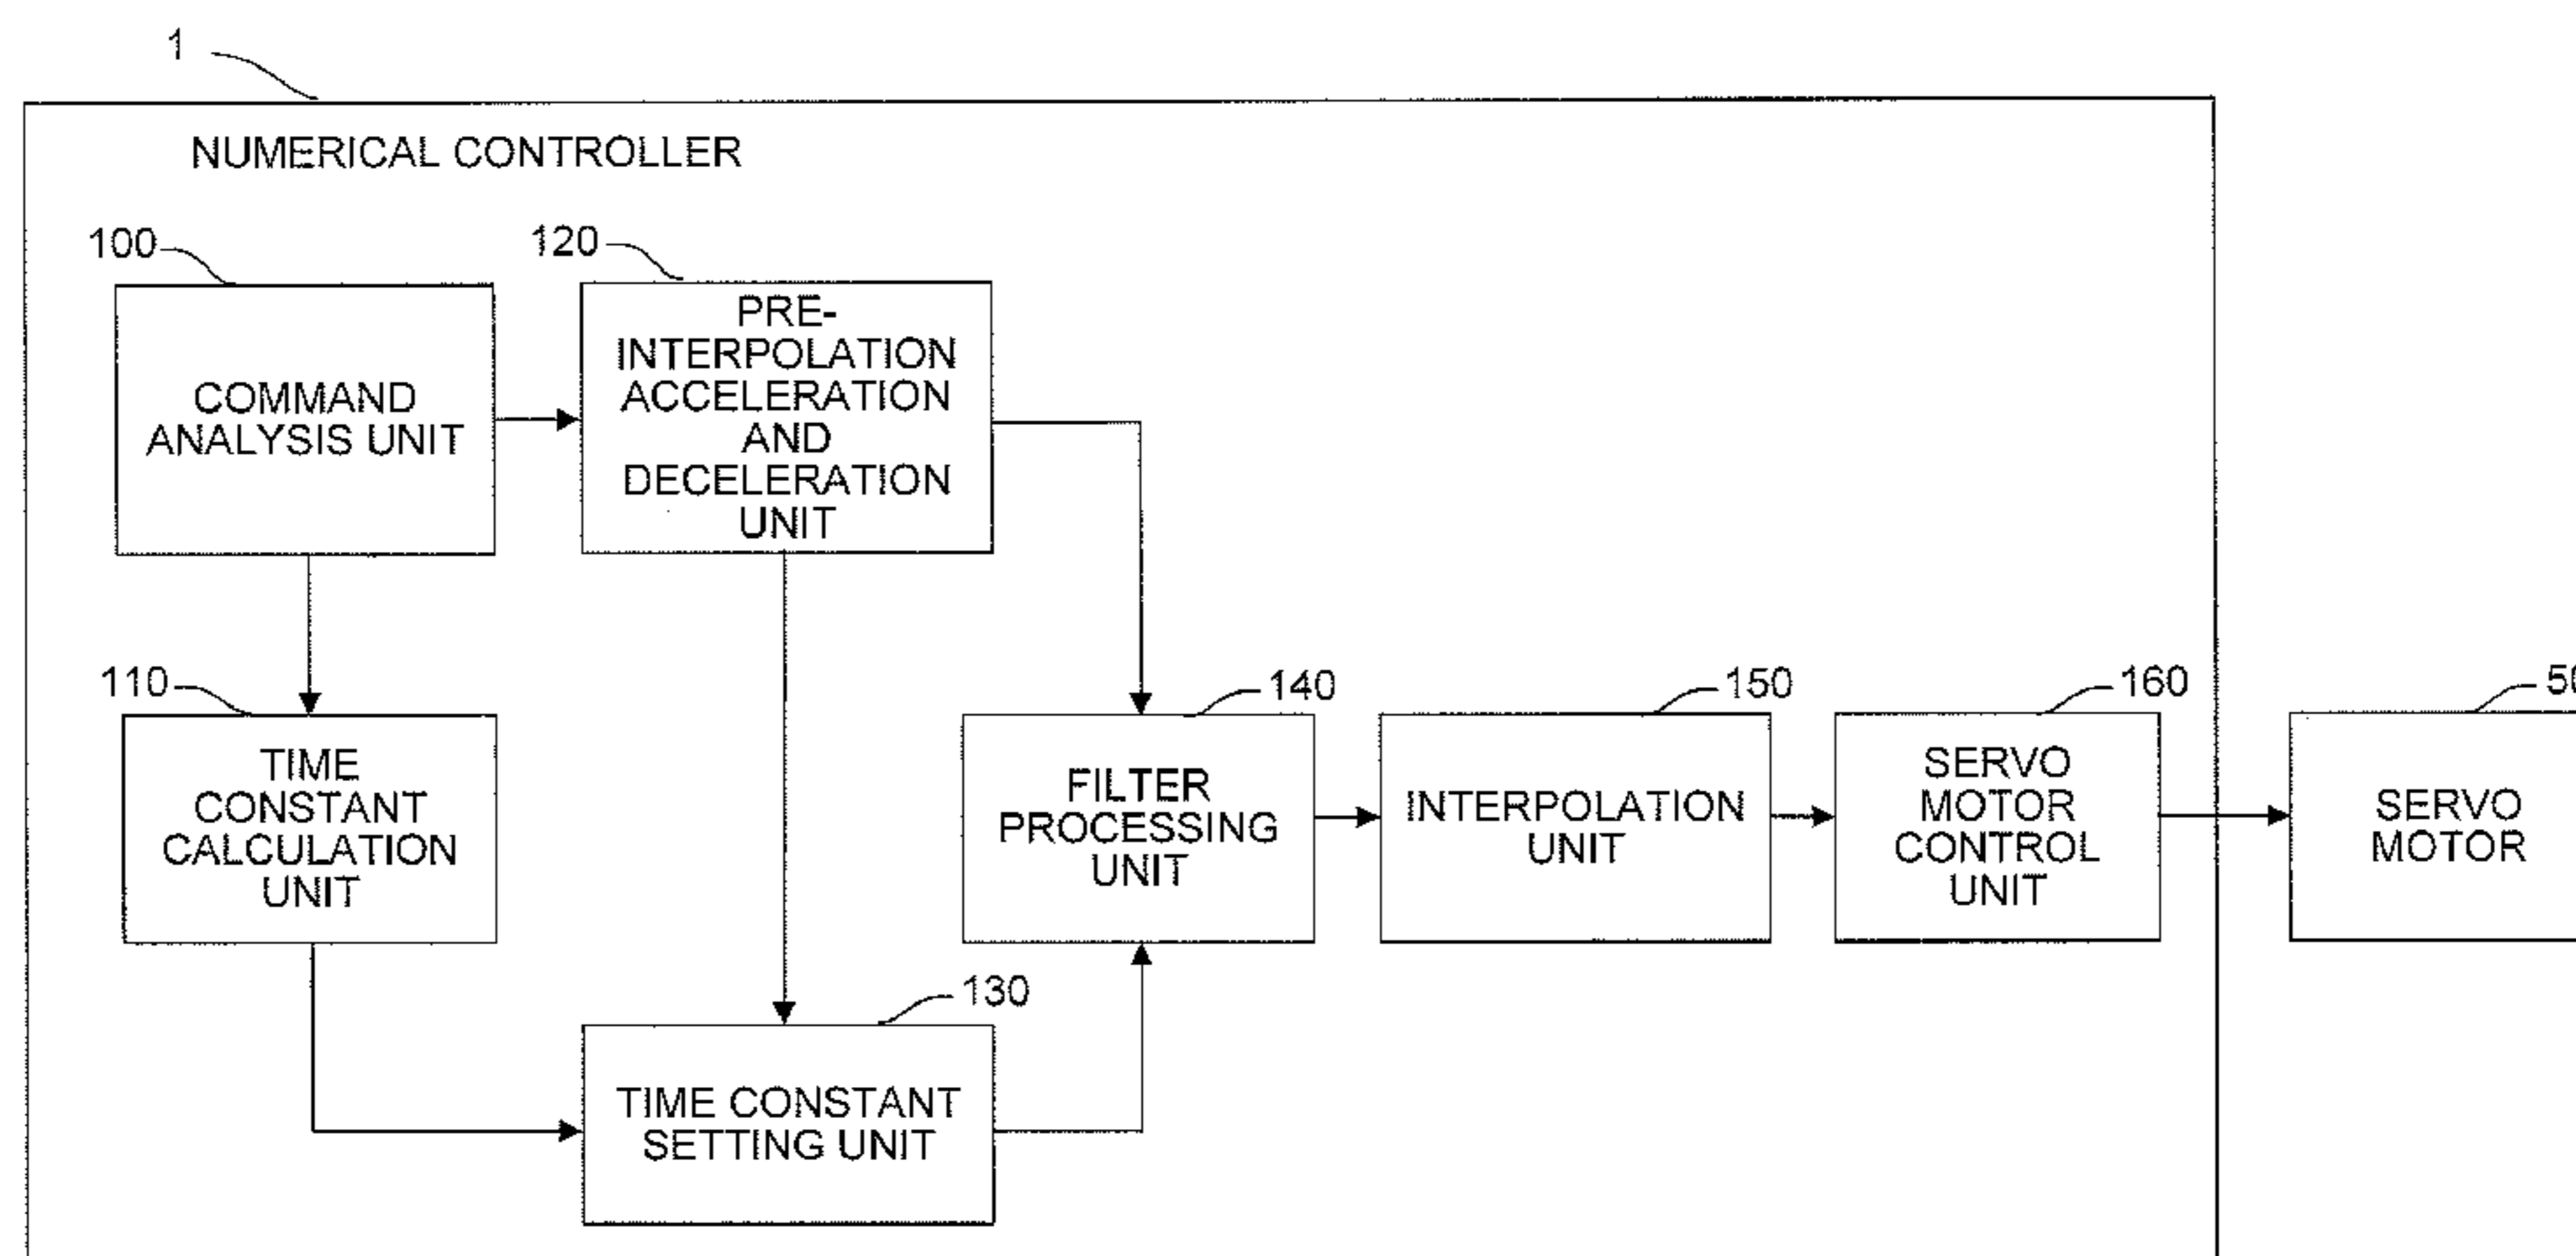 1
NUMERICAL CONTROLLER
100
120
COMMAND
ANALYSIS UNIT
PRE-
INTERPOLATION
ACCELERATION
AND
DECELERATION
UNIT
110
140
150
160
TIME
CONSTANT
CALCULATION
UNIT
FILTER
PROCESSING
UNIT
INTERPOLATION
UNIT
SERVO
MOTOR
CONTROL
UNIT
SERVO
MOTOR
130
TIME CONSTANT
SETTING UNIT